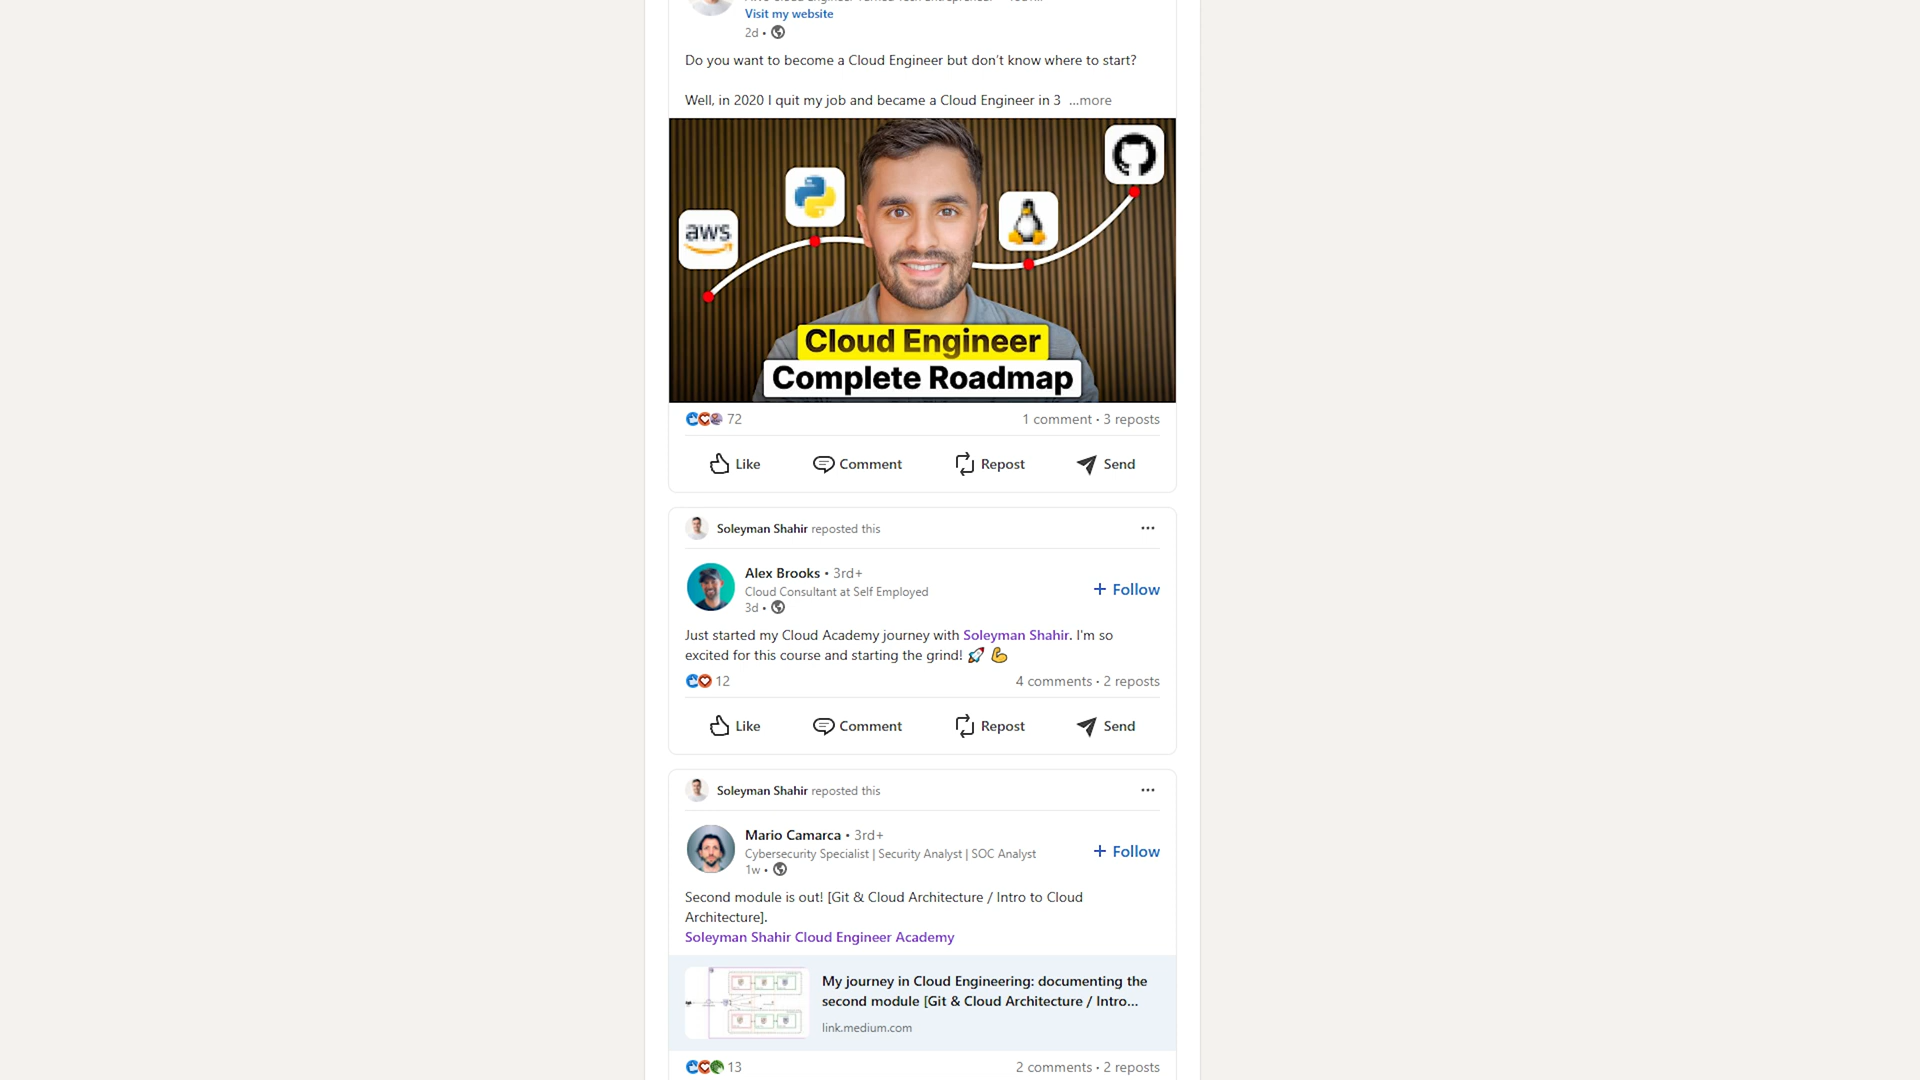 Visit my website
2d •
Do you want to become a Cloud Engineer but don't know where to start?
Well, in 2020 I quit my job and became a Cloud Engineer in 3 ...more
aws
Cloud Engineer
Complete Roadmap
72 1 comment • 3 reposts
Like Comment Repost Send
Soleyman Shahir reposted this
Alex Brooks • 3rd+
Cloud Consultant at Self Employed
+ Follow
3d •
Just started my Cloud Academy journey with Soleyman Shahir. I'm so
excited for this course and starting the grind! 🚀 💪
12 4 comments • 2 reposts
Like Comment Repost Send
Soleyman Shahir reposted this
Mario Camarca • 3rd+
Cybersecurity Specialist | Security Analyst | SOC Analyst
+ Follow
1w •
Second module is out! [Git & Cloud Architecture / Intro to Cloud
Architecture].
Soleyman Shahir Cloud Engineer Academy
My journey in Cloud Engineering: documenting the
second module [Git & Cloud Architecture / Intro...
link.medium.com
13 2 comments • 2 reposts